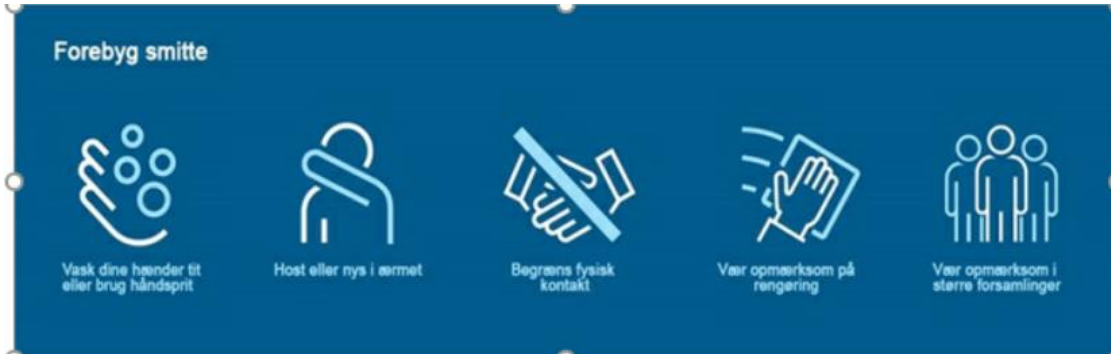 Forebyg smitte
Vask dine hænder tit
eller brug håndsprit
Host eller nys i ærmet
Begræns fysisk
kontakt
Vær opmærksom på
rengøring
Vær opmærksom i
større forsamlinger